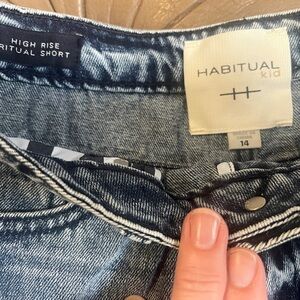 HIGH RISE
RITUAL SHORT
HABITUAL
kid
14